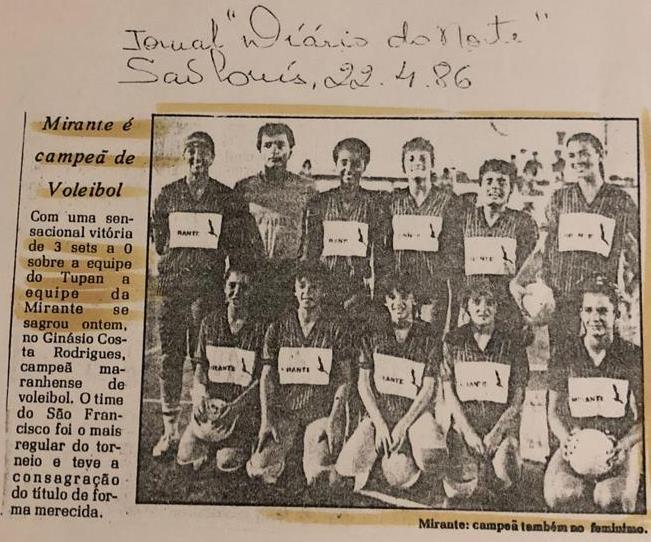 Jornal "Diário do Norte"
São Louís, 22.4.86
Mirante é
campeã de
Voleibol
Com uma sen-
sacional vitória
de 3 sets a 0
sobre a equipe
do Tupan a
equipe da
Mirante se
sagrou ontem,
no Ginásio Cos-
ta Rodrigues,
campeã ma-
ranhense de
voleibol. O time
do São Fran-
cisco foi o mais
regular do tor-
neio e teve a
consagração
do título de for-
ma merecida.
RANTE
Mirante: campeã também no feminino.